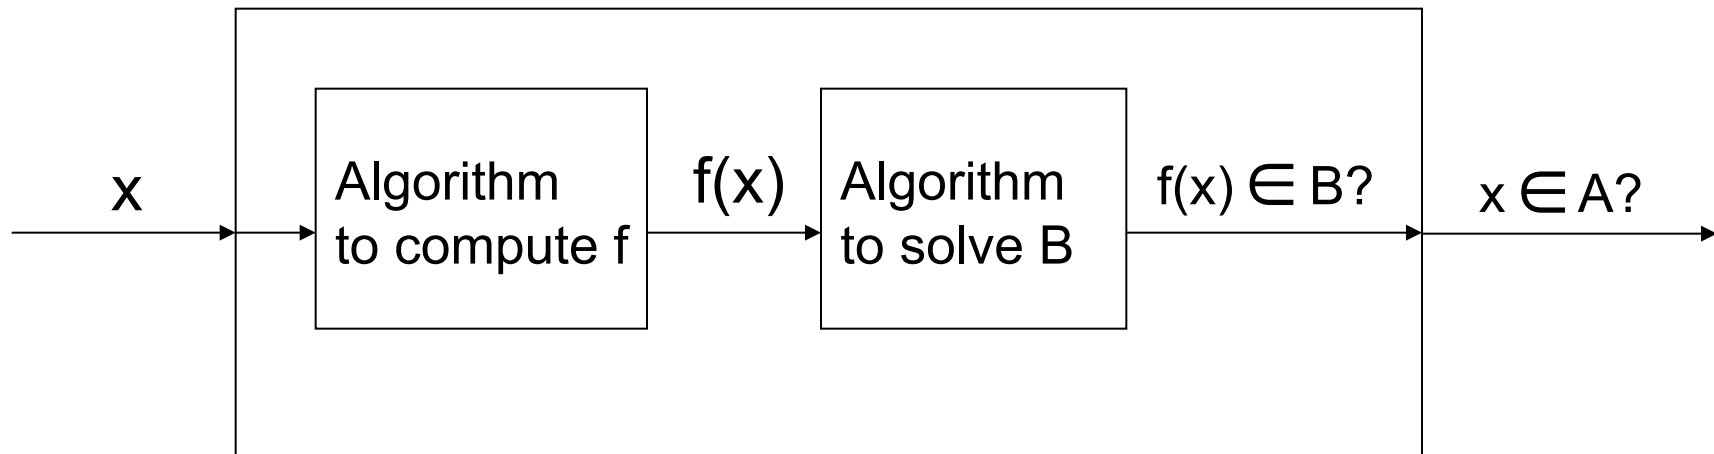 x
Algorithm
to compute f
f(x)
Algorithm
to solve B
f(x) ∈ B?
x ∈ A?